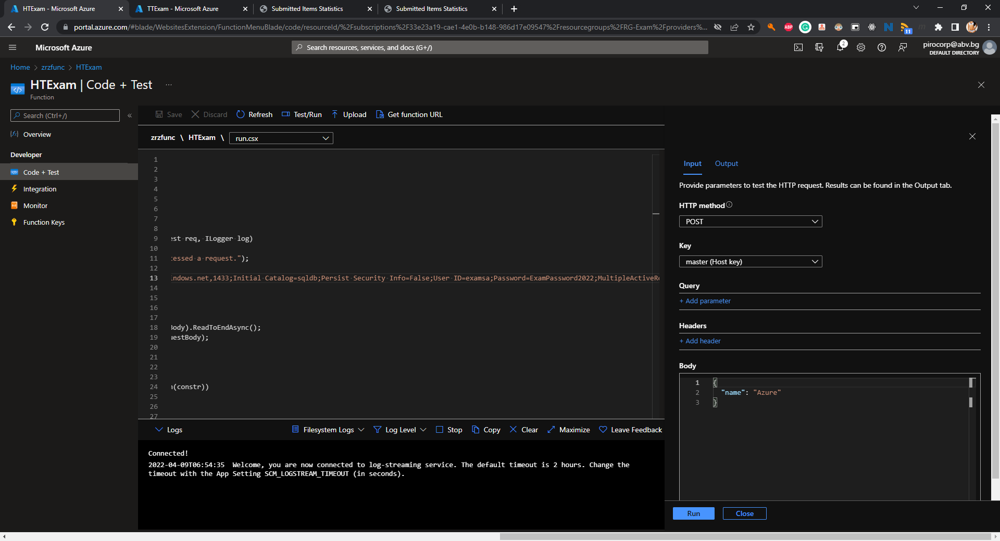 HTExam - Microsoft Azure
TTExam - Microsoft Azure
Submitted Items Statistics
Submitted Items Statistics
portal.azure.com/#blade/WebsitesExtension/FunctionMenuBlade/code/resourceId/%2Fsubscriptions%2F33e23a19-cae1-4e0b-b148-986d17e09547%2Fresourcegroups%2FRG-Exam%2Fproviders%...
ABP
11
Microsoft Azure
Search resources, services, and docs (G+/)
2
pirocorp@abv.bg
DEFAULT DIRECTORY
Home > zrzfunc > HTExam
HTExam | Code + Test ...
Function
Search (Ctrl+/) «
Overview
Developer
Code + Test
Integration
Monitor
Function Keys
Save Discard Refresh Test/Run Upload Get function URL
zrzfunc \ HTExam \ run.csx
1
2
3
4
5
6
7
8
9 est req, ILogger log)
10
11 cessed a request.");
12
13 indows.net,1433;Initial Catalog=sqldb;Persist Security Info=False;User ID=examsa;Password=ExamPassword2022;MultipleActiveRe
14
15
16
17
18 Body).ReadToEndAsync();
19 uestBody);
20
21
22
23
24 n(constr))
25
26
27
Logs Filesystem Logs Log Level Stop Copy Clear Maximize Leave Feedback
Connected!
2022-04-09T06:54:35 Welcome, you are now connected to log-streaming service. The default timeout is 2 hours. Change the
timeout with the App Setting SCM_LOGSTREAM_TIMEOUT (in seconds).
Input Output
Provide parameters to test the HTTP request. Results can be found in the Output tab.
HTTP method
POST
Key
master (Host key)
Query
+ Add parameter
Headers
+ Add header
Body
1 {
2 "name": "Azure"
3 }
Run Close